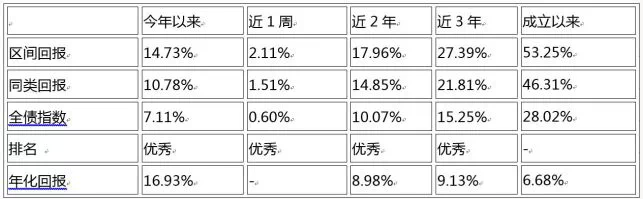 今年以来 近1周 近2年 近3年 成立以来
区间回报 14.73% 2.11% 17.96% 27.39% 53.25%
同类回报 10.78% 1.51% 14.85% 21.81% 46.31%
全债指数 7.11% 0.60% 10.07% 15.25% 28.02%
排名 优秀 优秀 优秀 优秀 -
年化回报 16.93% - 8.98% 9.13% 6.68%